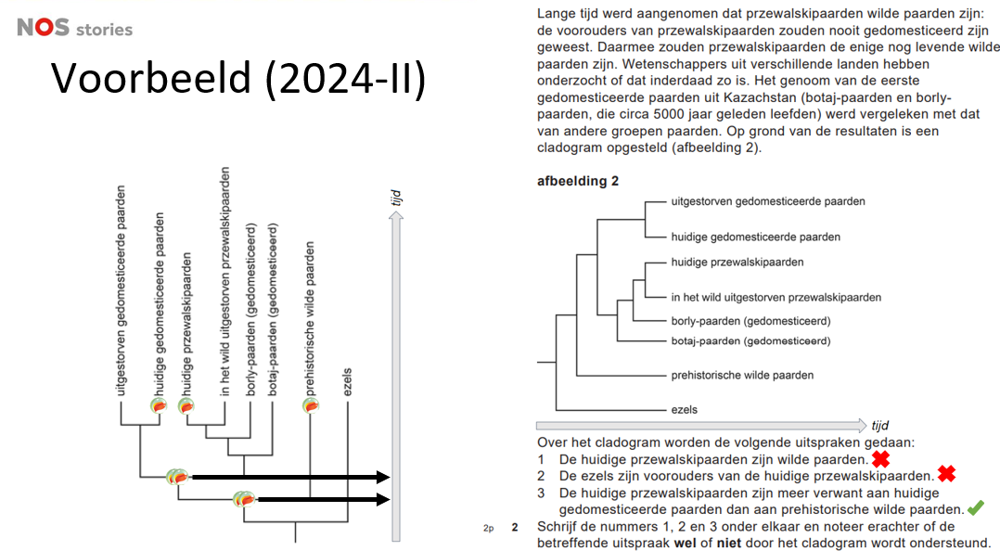 NOS stories
Voorbeeld (2024-II)
uitgestorven gedomesticeerde paarden
huidige gedomesticeerde paarden
huidige przewalskipaarden
in het wild uitgestorven przewalskipaarden
borly-paarden (gedomesticeerd)
botaj-paarden (gedomesticeerd)
prehistorische wilde paarden
ezels
tijd
Lange tijd werd aangenomen dat przewalskipaarden wilde paarden zijn:
de voorouders van przewalskipaarden zouden nooit gedomesticeerd zijn
geweest. Daarmee zouden przewalskipaarden de enige nog levende wilde
paarden zijn. Wetenschappers uit verschillende landen hebben
onderzocht of dat inderdaad zo is. Het genoom van de eerste
gedomesticeerde paarden uit Kazachstan (botaj-paarden en borly-
paarden, die circa 5000 jaar geleden leefden) werd vergeleken met dat
van andere groepen paarden. Op grond van de resultaten is een
cladogram opgesteld (afbeelding 2).
afbeelding 2
uitgestorven gedomesticeerde paarden
huidige gedomesticeerde paarden
huidige przewalskipaarden
in het wild uitgestorven przewalskipaarden
borly-paarden (gedomesticeerd)
botaj-paarden (gedomesticeerd)
prehistorische wilde paarden
ezels
tijd
Over het cladogram worden de volgende uitspraken gedaan:
1 De huidige przewalskipaarden zijn wilde paarden.
2 De ezels zijn voorouders van de huidige przewalskipaarden.
3 De huidige przewalskipaarden zijn meer verwant aan huidige
gedomesticeerde paarden dan aan prehistorische wilde paarden.
2p 2 Schrijf de nummers 1, 2 en 3 onder elkaar en noteer erachter of de
betreffende uitspraak wel of niet door het cladogram wordt ondersteund.